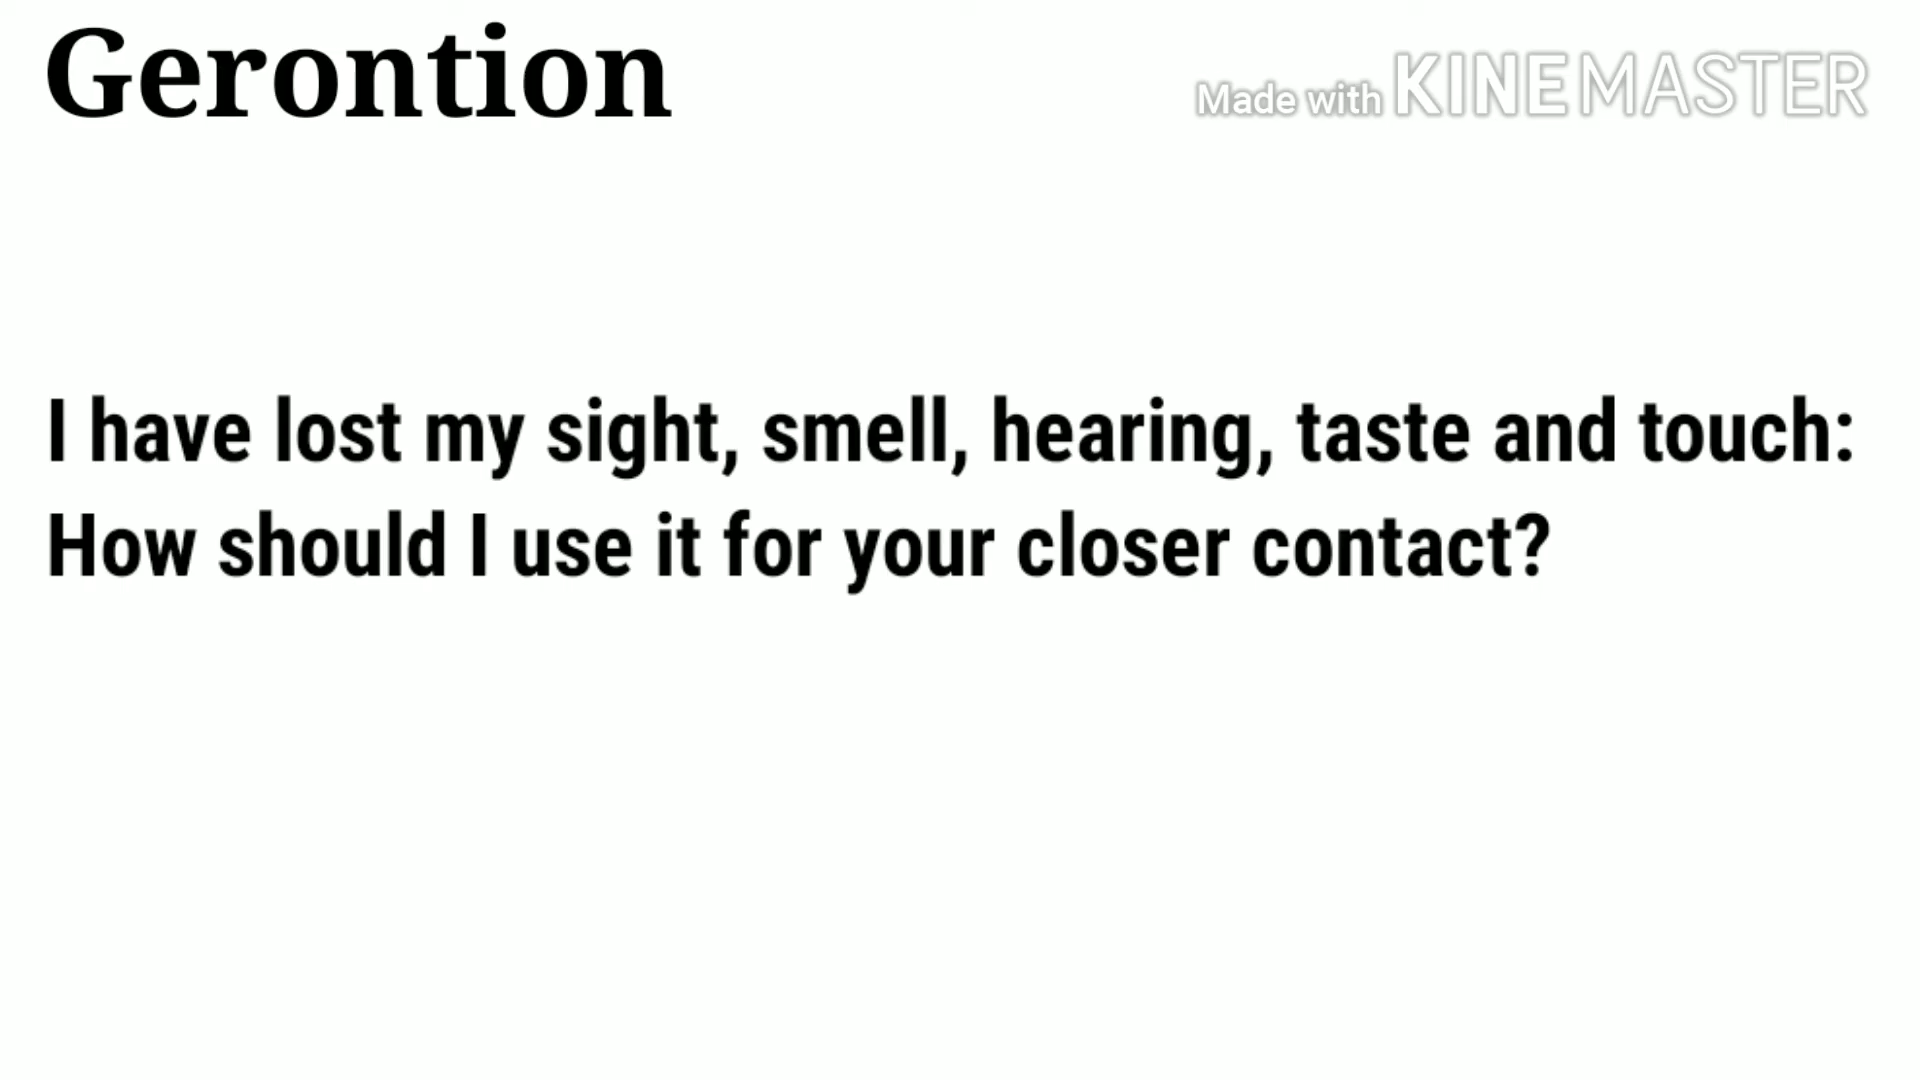 Gerontion
Made with KINEMASTER
I have lost my sight, smell, hearing, taste and touch:
How should I use it for your closer contact?